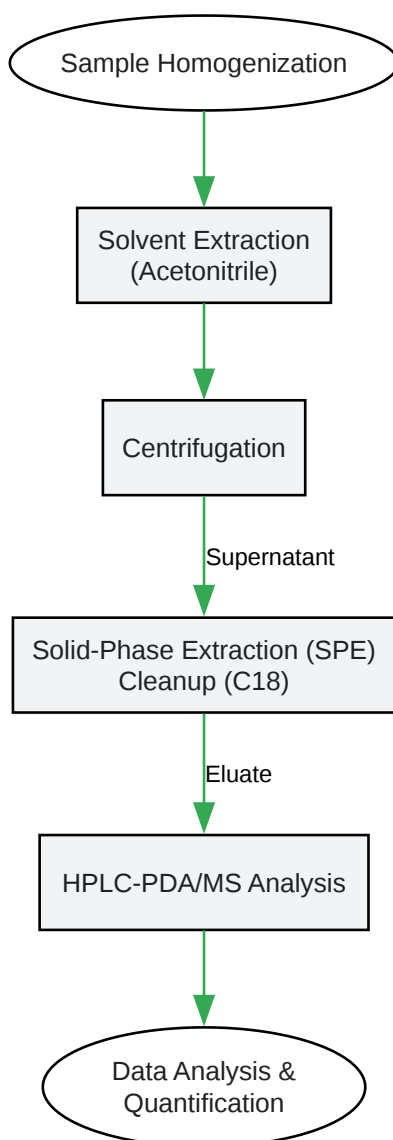 Sample Homogenization
Solvent Extraction
(Acetonitrile)
Centrifugation
Supernatant
Solid-Phase Extraction (SPE)
Cleanup (C18)
Eluate
HPLC-PDA/MS Analysis
Data Analysis &
Quantification